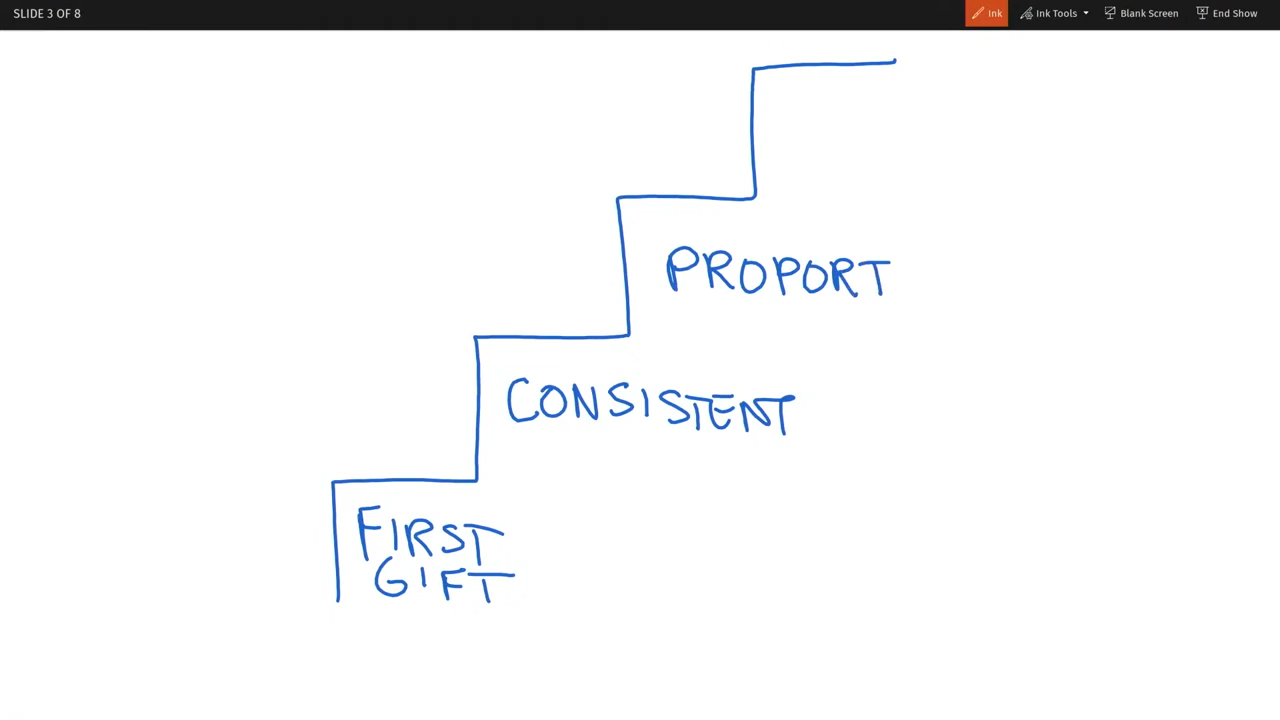 SLIDE 3 OF 8
Ink
Ink Tools
Blank Screen
End Show
PROPORT
CONSISTENT
FIRST
GIFT